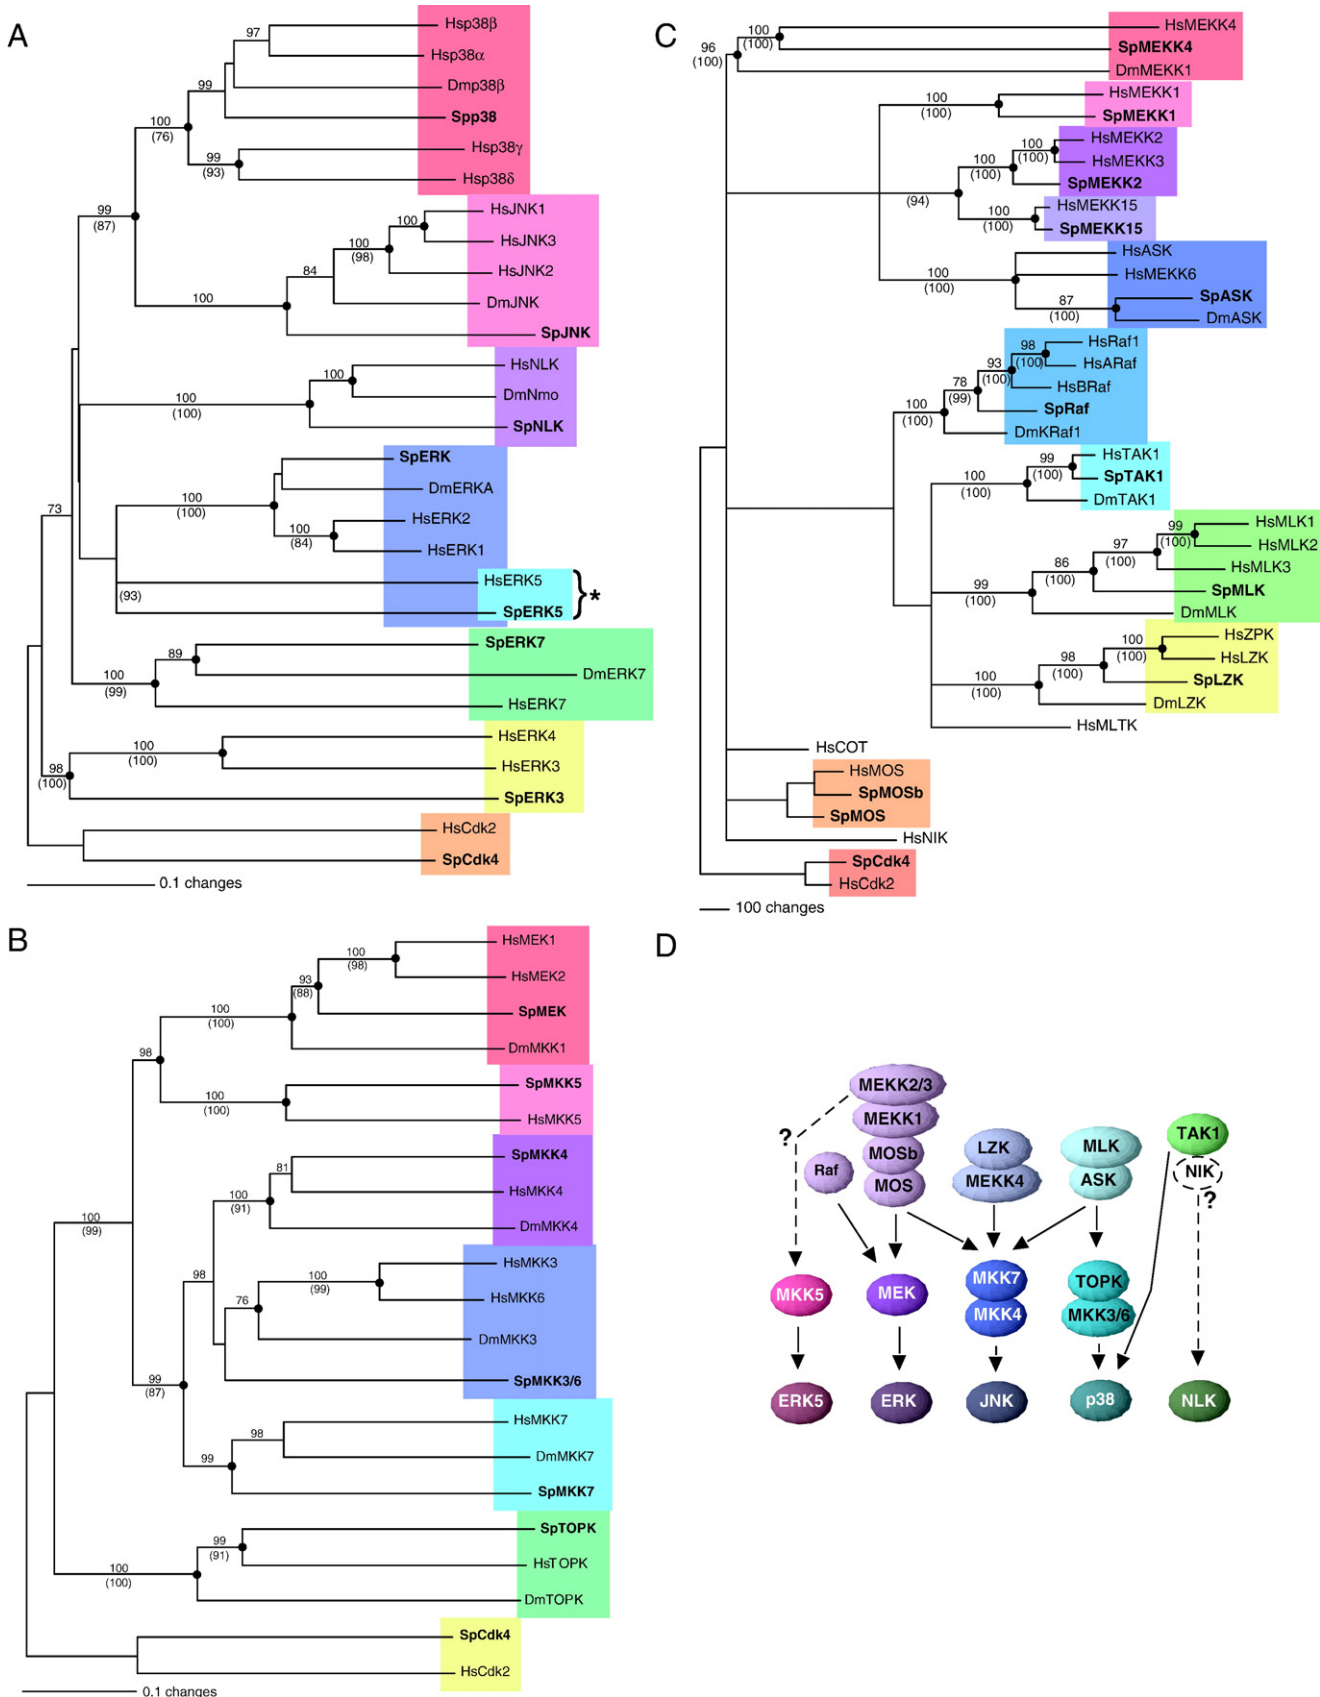 A
97
Hsp38β
Hsp38α
99
Dmp38β
Spp38
100
(76)
99
(93)
Hsp38γ
Hsp38δ
99
(87)
100
HsJNK1
HsJNK3
100
(98)
HsJNK2
84
DmJNK
100
SpJNK
HsNLK
100
DmNmo
100
(100)
SpNLK
SpERK
DmERKA
100
(100)
HsERK2
100
(84)
HsERK1
73
(93)
HsERK5
SpERK5
*
SpERK7
89
DmERK7
100
(99)
HsERK7
HsERK4
100
(100)
HsERK3
98
(100)
SpERK3
HsCdk2
SpCdk4
0.1 changes
B
HsMEK1
100
(98)
HsMEK2
93
(88)
SpMEK
100
(100)
DmMKK1
98
SpMKK5
100
(100)
HsMKK5
SpMKK4
81
HsMKK4
100
(91)
DmMKK4
100
(99)
98
HsMKK3
100
(99)
HsMKK6
76
DmMKK3
SpMKK3/6
99
(87)
HsMKK7
98
DmMKK7
99
SpMKK7
SpTOPK
99
(91)
HsTOPK
100
(100)
DmTOPK
SpCdk4
HsCdk2
0.1 changes
C
HsMEKK4
100
(100)
SpMEKK4
96
(100)
DmMEKK1
HsMEKK1
100
(100)
SpMEKK1
HsMEKK2
100
(100)
HsMEKK3
100
(100)
SpMEKK2
(94)
HsMEKK15
100
(100)
SpMEKK15
HsASK
HsMEKK6
100
(100)
SpASK
87
(100)
DmASK
HsRaf1
98
(100)
HsARaf
93
(100)
HsBRaf
78
(99)
SpRaf
100
(100)
DmKRaf1
HsTAK1
99
(100)
SpTAK1
100
(100)
DmTAK1
HsMLK1
99
(100)
HsMLK2
97
(100)
HsMLK3
86
(100)
SpMLK
99
(100)
DmMLK
HsZPK
100
(100)
HsLZK
98
(100)
SpLZK
100
(100)
DmLZK
HsMLTK
HsCOT
HsMOS
SpMOSb
SpMOS
HsNIK
SpCdk4
HsCdk2
100 changes
D
MEKK2/3
MEKK1
MOSb
MOS
Raf
?
LZK
MEKK4
MLK
ASK
TAK1
NIK
?
MKK5
MEK
MKK7
MKK4
TOPK
MKK3/6
ERK5
ERK
JNK
p38
NLK